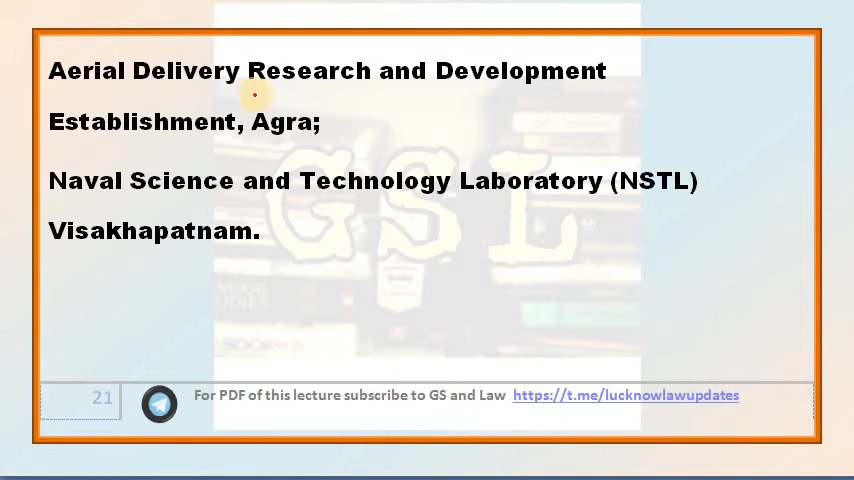 Aerial Delivery Research and Development
Establishment, Agra;
Naval Science and Technology Laboratory (NSTL)
Visakhapatnam.
GSL
21
For PDF of this lecture subscribe to GS and Law https://t.me/lucknowlawupdates